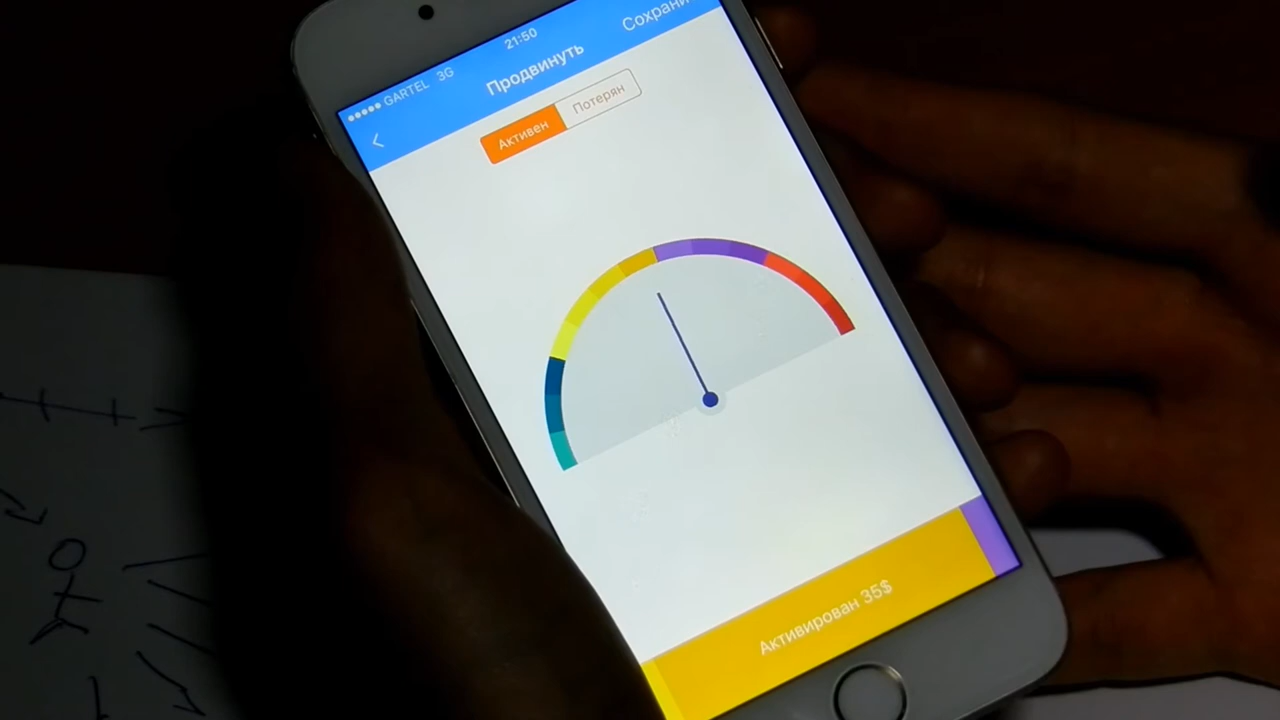 GARTEL 3G 21:50
Продвинуть Сохрани
Активен Потерян
Активирован 35$